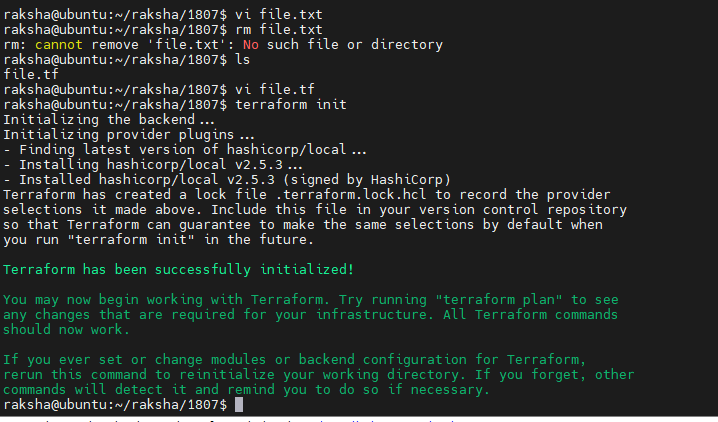 raksha@ubuntu:~/raksha/1807$ vi file.txt
raksha@ubuntu:~/raksha/1807$ rm file.txt
rm: cannot remove 'file.txt': No such file or directory
raksha@ubuntu:~/raksha/1807$ ls
file.tf
raksha@ubuntu:~/raksha/1807$ vi file.tf
raksha@ubuntu:~/raksha/1807$ terraform init
Initializing the backend...
Initializing provider plugins...
- Finding latest version of hashicorp/local...
- Installing hashicorp/local v2.5.3...
- Installed hashicorp/local v2.5.3 (signed by HashiCorp)
Terraform has created a lock file .terraform.lock.hcl to record the provider
selections it made above. Include this file in your version control repository
so that Terraform can guarantee to make the same selections by default when
you run "terraform init" in the future.
Terraform has been successfully initialized!
You may now begin working with Terraform. Try running "terraform plan" to see
any changes that are required for your infrastructure. All Terraform commands
should now work.
If you ever set or change modules or backend configuration for Terraform,
rerun this command to reinitialize your working directory. If you forget, other
commands will detect it and remind you to do so if necessary.
raksha@ubuntu:~/raksha/1807$